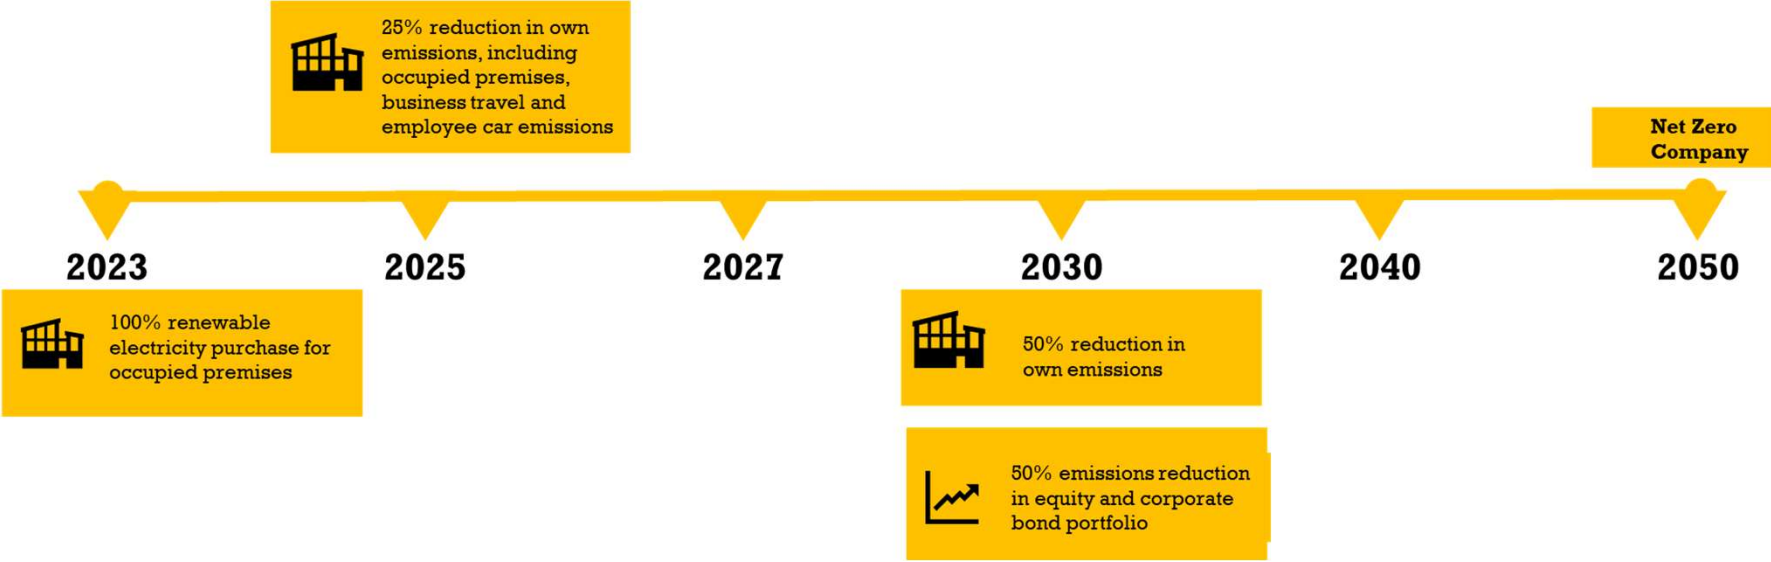 25% reduction in own
emissions, including
occupied premises,
business travel and
employee car emissions
Net Zero
Company
2023
2025
2027
2030
2040
2050
100% renewable
electricity purchase for
occupied premises
50% reduction in
own emissions
50% emissions reduction
in equity and corporate
bond portfolio